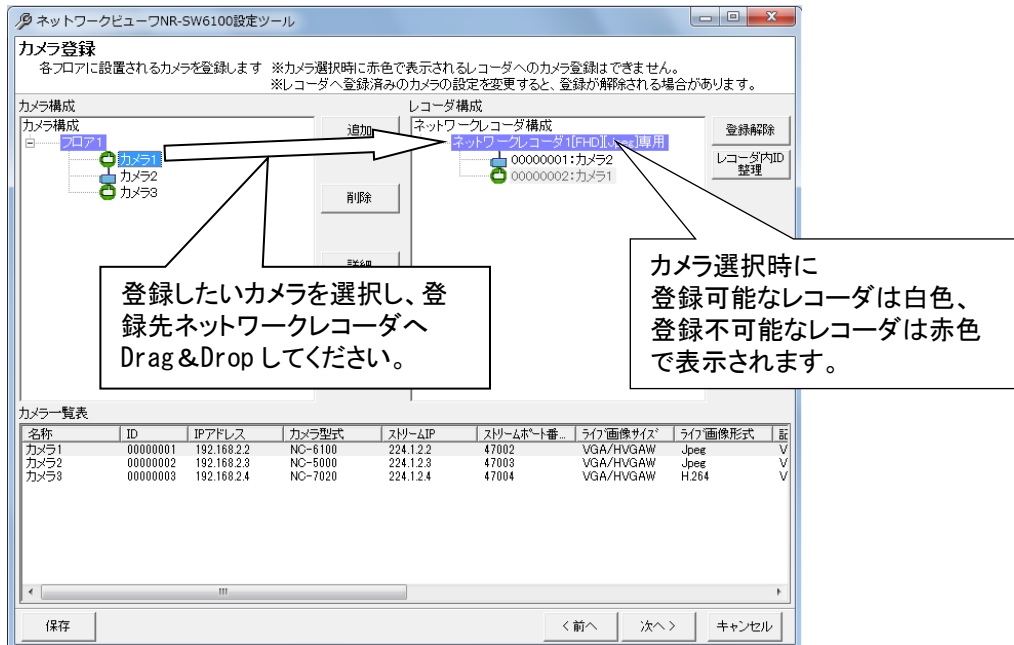 ネットワークビューワNR-SW6100設定ツール
カメラ登録
各フロアに設置されるカメラを登録します ※カメラ選択時に赤色で表示されるレコーダへのカメラ登録はできません。
※レコーダへ登録済みのカメラの設定を変更すると、登録が解除される場合があります。
カメラ構成
レコーダ構成
カメラ構成
フロア1
カメラ1
カメラ2
カメラ3
追加
削除
詳細
ネットワークレコーダ構成
ネットワークレコーダ1[FHD][Jpeg]専用
00000001:カメラ2
00000002:カメラ1
登録解除
レコーダ内ID
整理
登録したいカメラを選択し、登
録先ネットワークレコーダへ
Drag&Drop してください。
カメラ選択時に
登録可能なレコーダは白色、
登録不可能なレコーダは赤色
で表示されます。
カメラ一覧表
名称 ID IPアドレス カメラ型式 ストリームIP ストリームポート番... ライブ画像サイズ ライブ画像形式 記
カメラ1 00000001 192.168.2.2 NC-6100 224.1.2.2 47002 VGA/HVGAW Jpeg V
カメラ2 00000002 192.168.2.3 NC-5000 224.1.2.3 47003 VGA/HVGAW Jpeg V
カメラ3 00000003 192.168.2.4 NC-7020 224.1.2.4 47004 VGA/HVGAW H.264 V
保存
<前へ
次へ>
キャンセル